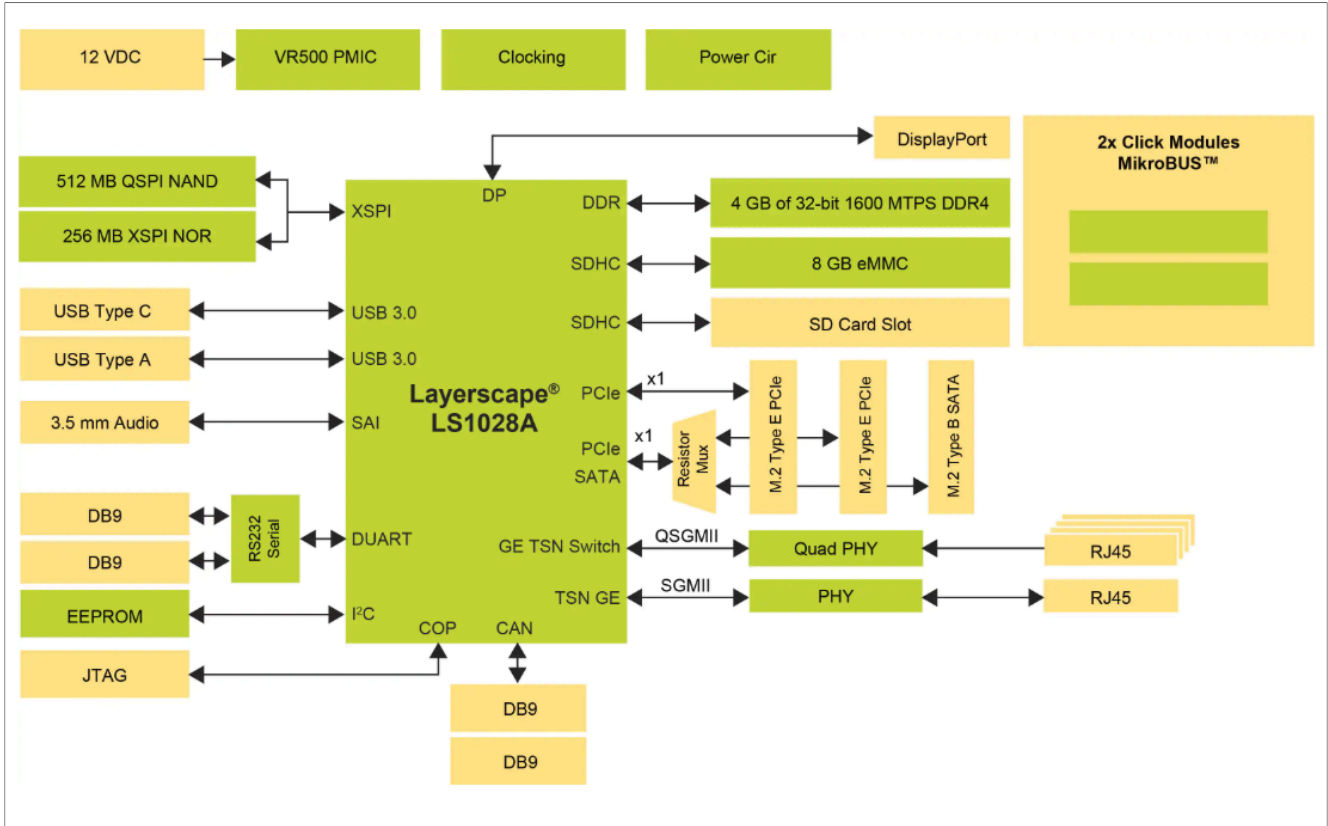 12 VDC
VR500 PMIC
Clocking
Power Cir
DisplayPort
2x Click Modules
MikroBUS™
512 MB QSPI NAND
256 MB XSPI NOR
XSPI
DP
DDR
4 GB of 32-bit 1600 MTPS DDR4
SDHC
8 GB eMMC
USB Type C
USB 3.0
SDHC
SD Card Slot
USB Type A
USB 3.0
Layerscape®
LS1028A
PCIe
x1
M.2 Type E PCIe
M.2 Type E PCIe
M.2 Type B SATA
3.5 mm Audio
SAI
PCIe
SATA
x1
Resistor
Mux
DB9
DB9
RS232
Serial
DUART
GE TSN Switch
QSGMII
Quad PHY
RJ45
TSN GE
SGMII
PHY
RJ45
EEPROM
I²C
COP
CAN
JTAG
DB9
DB9